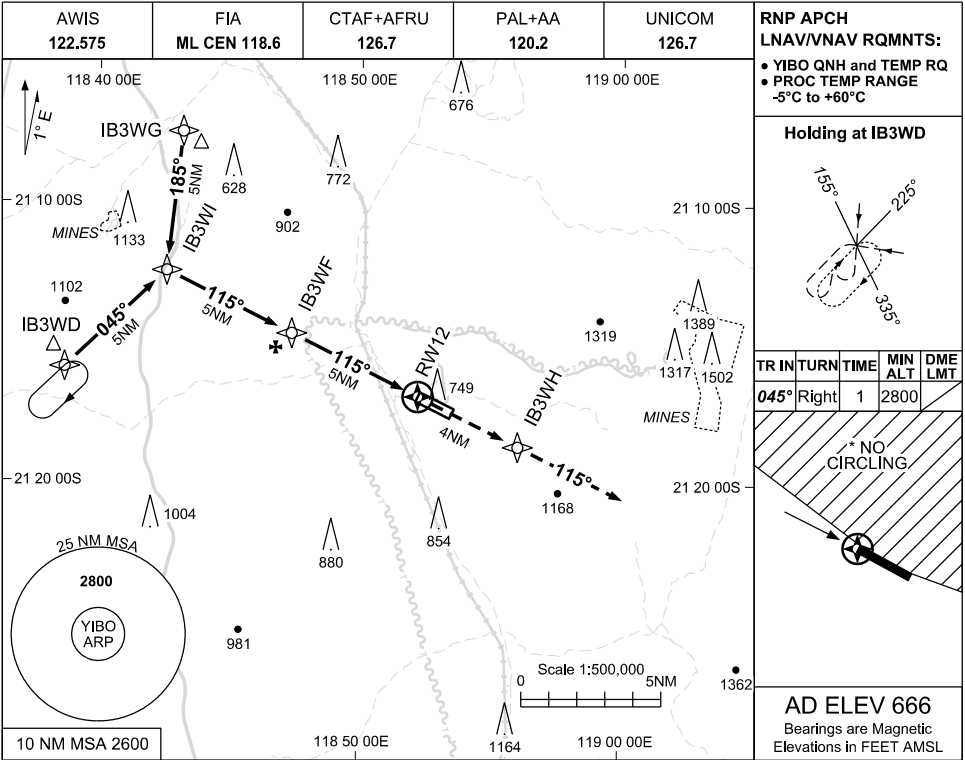 AWIS
122.575
FIA
ML CEN 118.6
CTAF+AFRU
126.7
PAL+AA
120.2
UNICOM
126.7
RNP APCH
LNAV/VNAV RQMNTS:
• YIBO QNH and TEMP RQ
• PROC TEMP RANGE
-5°C to +60°C
118 40 00E
118 50 00E
119 00 00E
1° E
676
IB3WG
185°
5NM
628
772
21 10 00S
21 10 00S
MINES
1133
IB3WI
902
1102
IB3WD
045°
5NM
115°
5NM
IB3WF
1319
1389
1317
1502
MINES
115°
5NM
RW12
749
4NM
IB3WH
115°
21 20 00S
21 20 00S
1168
1004
880
854
25 NM MSA
2800
YIBO
ARP
981
Scale 1:500,000
0
5NM
1362
1164
10 NM MSA 2600
118 50 00E
119 00 00E
Holding at IB3WD
155°
225°
335°
TR IN
TURN
TIME
MIN
ALT
DME
LMT
045°
Right
1
2800
* NO
CIRCLING
AD ELEV 666
Bearings are Magnetic
Elevations in FEET AMSL